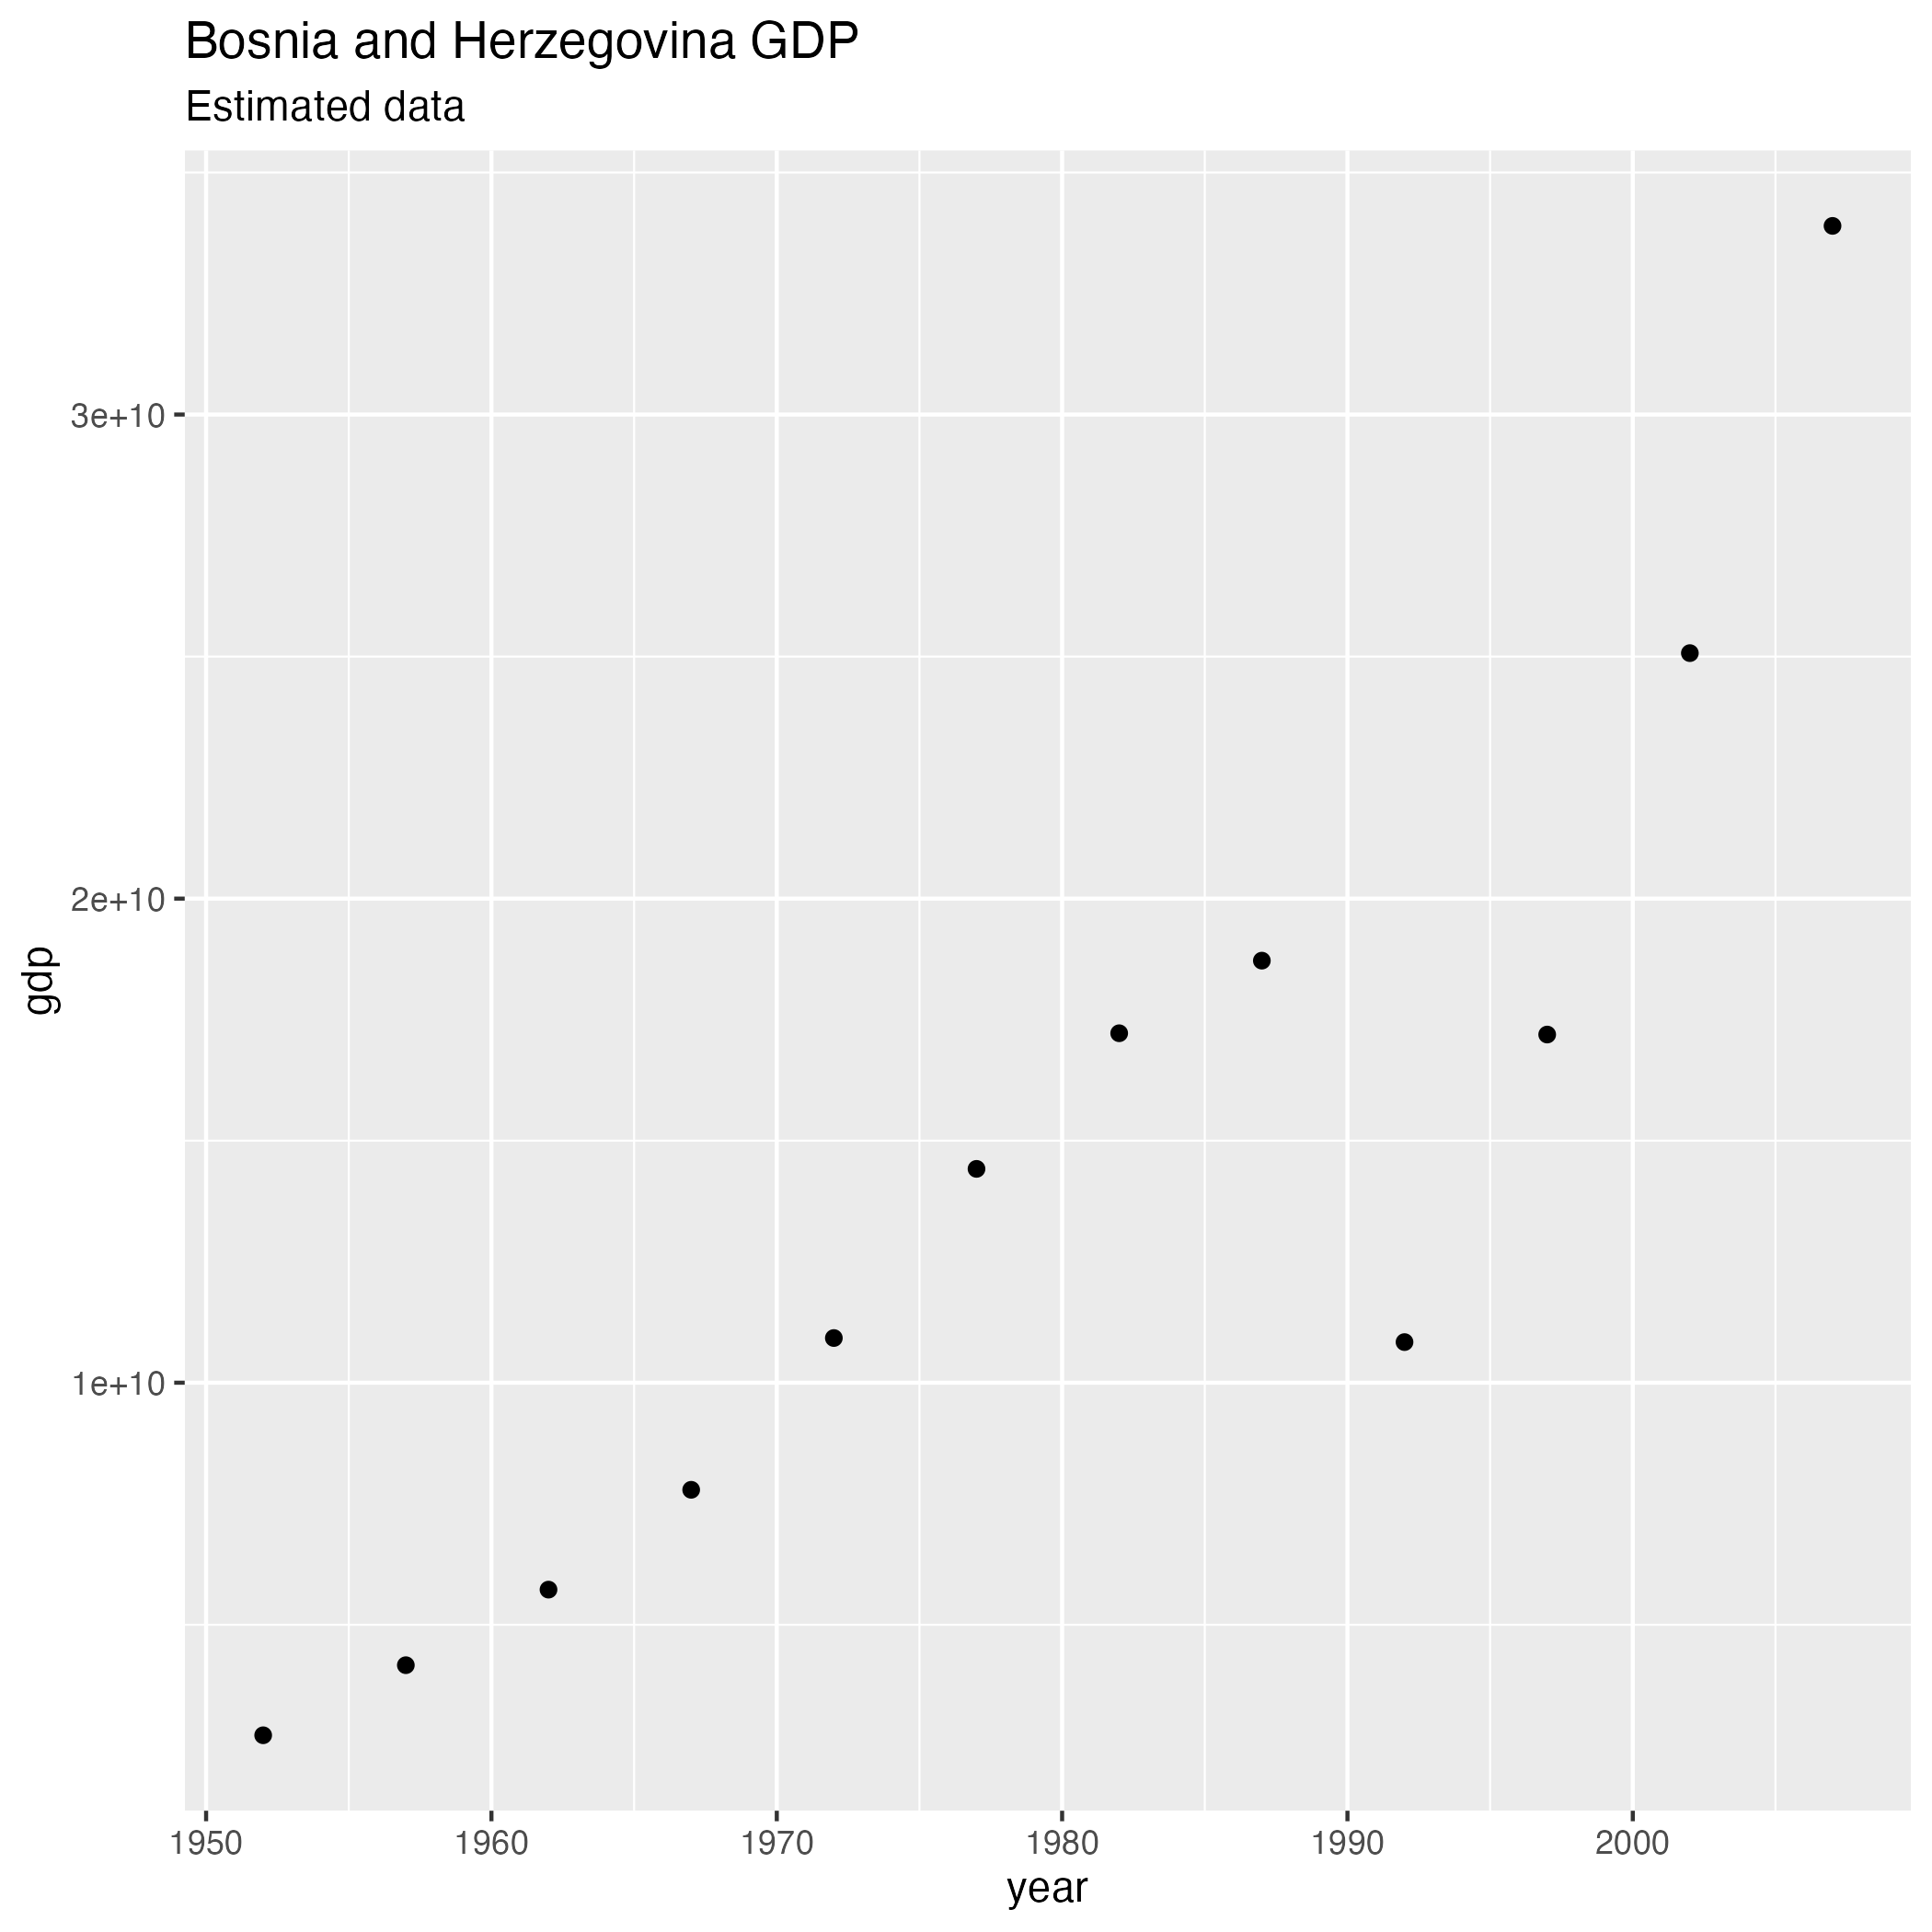 Bosnia and Herzegovina GDP
Estimated data
3e+10
2e+10
1e+10
gdp
1950 1960 1970 1980 1990 2000
year